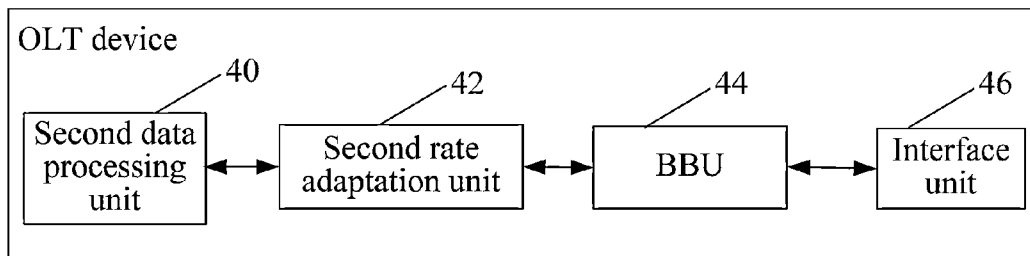 OLT device
40
42
44
46
Second data
processing
unit
Second rate
adaptation unit
BBU
Interface
unit